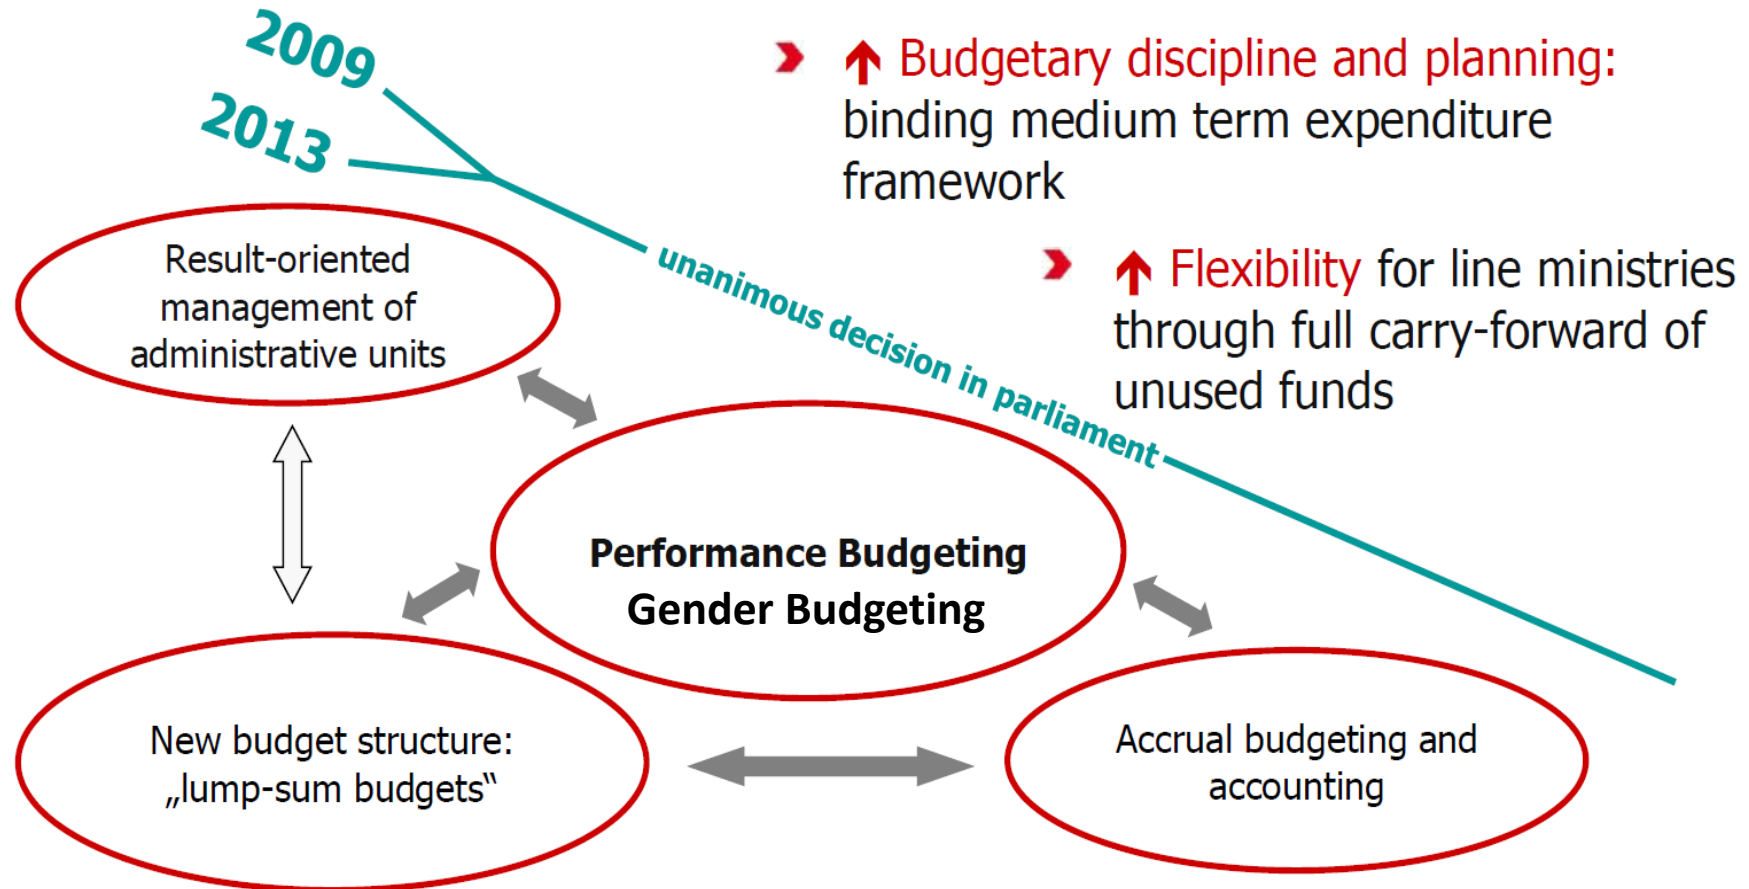 2009
2013
↑ Budgetary discipline and planning:
binding medium term expenditure
framework
↑ Flexibility for line ministries
through full carry-forward of
unused funds
unanimous decision in parliament
Result-oriented
management of
administrative units
Performance Budgeting
Gender Budgeting
New budget structure:
„lump-sum budgets“
Accrual budgeting and
accounting